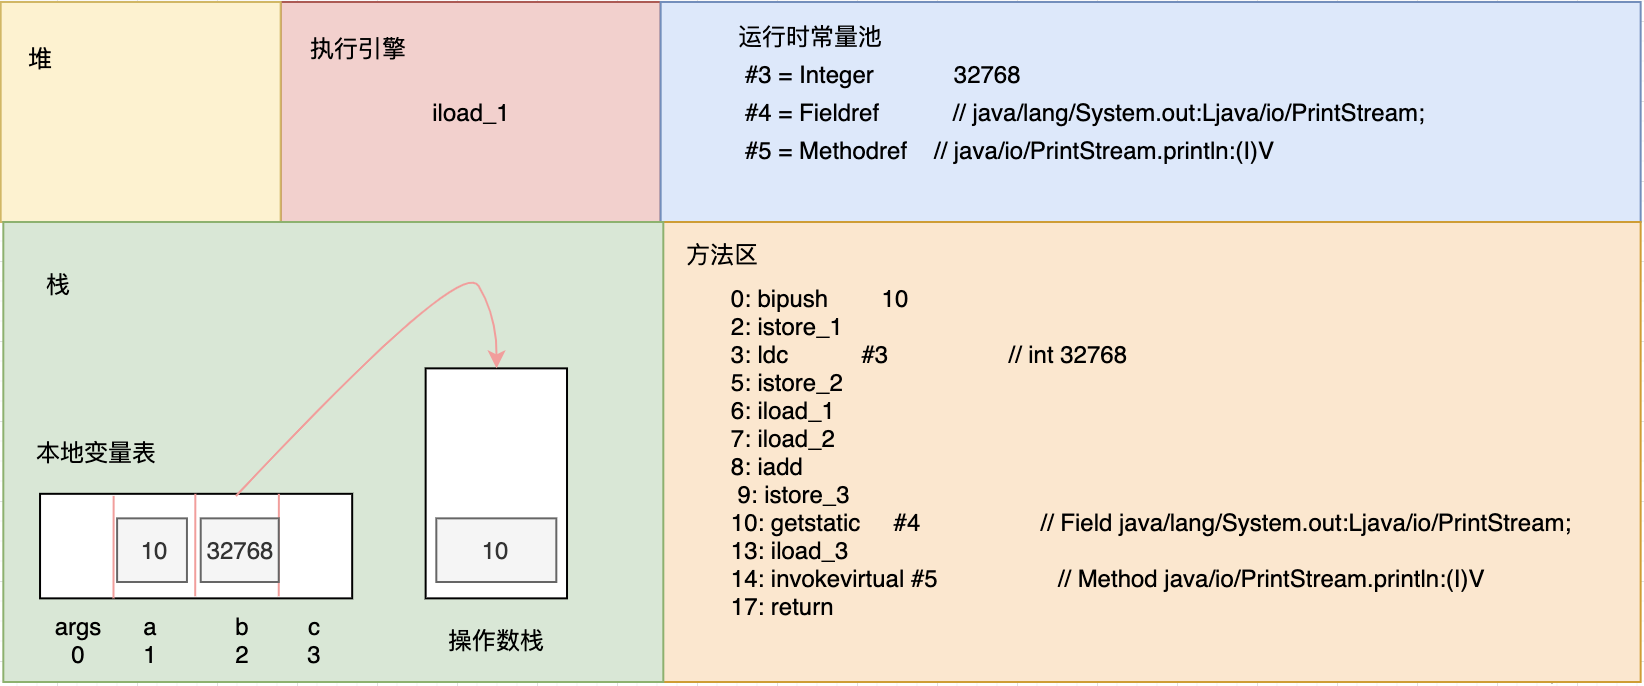 堆
执行引擎
iload_1
运行时常量池
#3 = Integer 32768
#4 = Fieldref // java/lang/System.out:Ljava/io/PrintStream;
#5 = Methodref // java/io/PrintStream.println:(I)V
栈
本地变量表
10 32768
args a b c
0 1 2 3
10
操作数栈
方法区
0: bipush 10
2: istore_1
3: ldc #3 // int 32768
5: istore_2
6: iload_1
7: iload_2
8: iadd
9: istore_3
10: getstatic #4 // Field java/lang/System.out:Ljava/io/PrintStream;
13: iload_3
14: invokevirtual #5 // Method java/io/PrintStream.println:(I)V
17: return